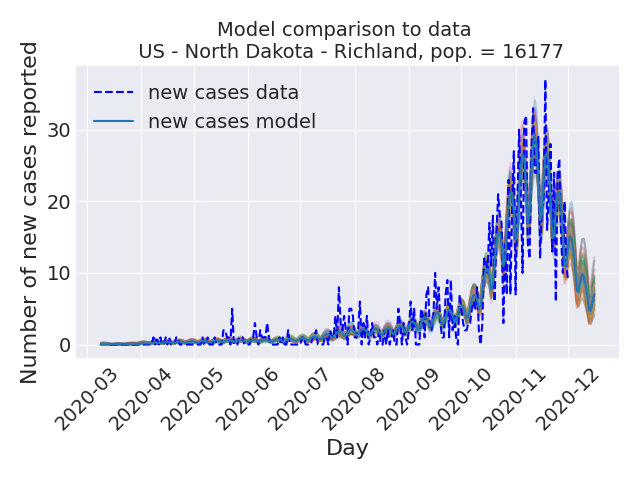 Model comparison to data
US - North Dakota - Richland, pop. = 16177
Number of new cases reported
new cases data
new cases model
30
20
10
0
2020-03
2020-04
2020-05
2020-06
2020-07
2020-08
2020-09
2020-10
2020-11
2020-12
Day